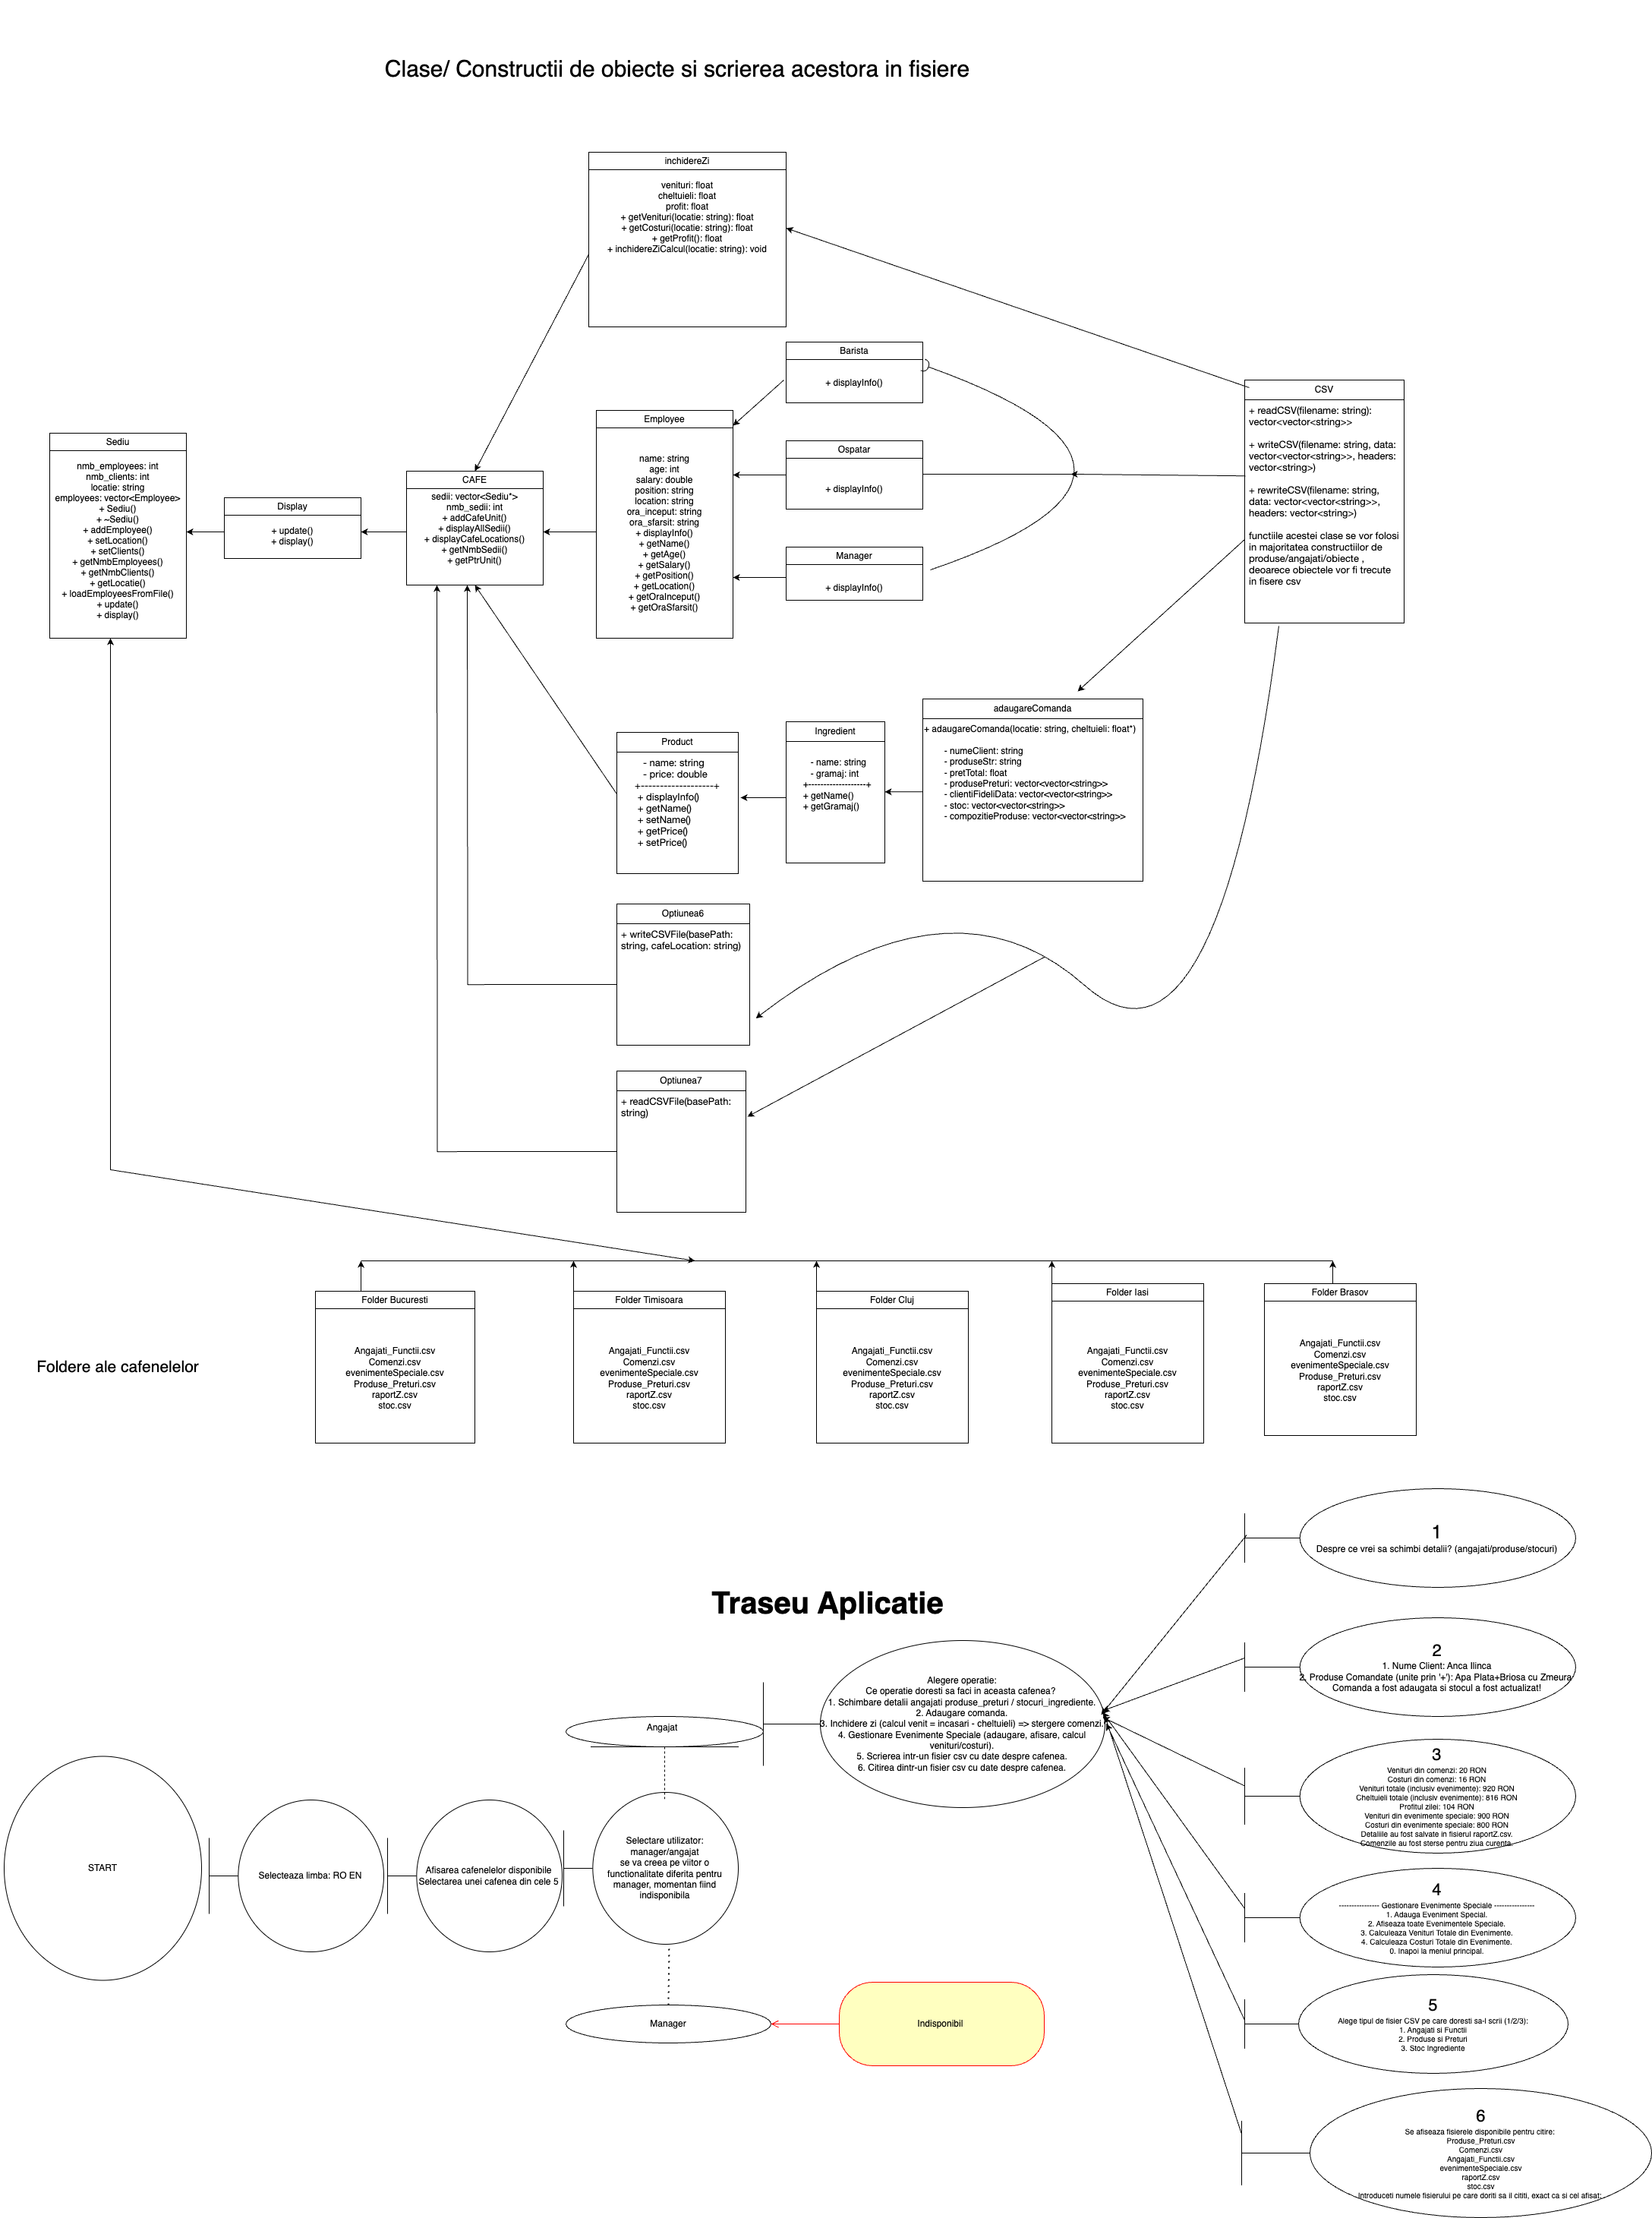 Clase/ Constructii de obiecte si scrierea acestora in fisiere
inchidereZi
venituri: float
cheltuieli: float
profit: float
+ getVenituri(locatie: string): float
+ getCosturi(locatie: string): float
+ getProfit(): float
+ inchidereZiCalcul(locatie: string): void
Barista
+ displayInfo()
Ospatar
+ displayInfo()
Manager
+ displayInfo()
CSV
+ readCSV(filename: string):
vector<vector<string>>
+ writeCSV(filename: string, data:
vector<vector<string>>, headers:
vector<string>)
+ rewriteCSV(filename: string,
data: vector<vector<string>>,
headers: vector<string>)
functiile acestei clase se vor folosi
in majoritatea constructiilor de
produse/angajati/obiecte ,
deoarece obiectele vor fi trecute
in fisere csv
Employee
name: string
age: int
salary: double
position: string
location: string
ora_inceput: string
ora_sfarsit: string
+ displayInfo()
+ getName()
+ getAge()
+ getSalary()
+ getPosition()
+ getLocation()
+ getOraInceput()
+ getOraSfarsit()
Sediu
nmb_employees: int
nmb_clients: int
locatie: string
employees: vector<Employee>
+ Sediu()
+ ~Sediu()
+ addEmployee()
+ setLocation()
+ setClients()
+ getNmbEmployees()
+ getNmbClients()
+ getLocatie()
+ loadEmployeesFromFile()
+ update()
+ display()
Display
+ update()
+ display()
CAFE
sedii: vector<Sediu*>
nmb_sedii: int
+ addCafeUnit()
+ displayAllSedii()
+ displayCafeLocations()
+ getNmbSedii()
+ getPtrUnit()
Product
- name: string
- price: double
+--------------------+
+ displayInfo()
+ getName()
+ setName()
+ getPrice()
+ setPrice()
Ingredient
- name: string
- gramaj: int
+--------------------+
+ getName()
+ getGramaj()
adaugareComanda
+ adaugareComanda(locatie: string, cheltuieli: float*)
- numeClient: string
- produseStr: string
- pretTotal: float
- produsePreturi: vector<vector<string>>
- clientiFideliData: vector<vector<string>>
- stoc: vector<vector<string>>
- compozitieProduse: vector<vector<string>>
Optiunea6
+ writeCSVFile(basePath:
string, cafeLocation: string)
Optiunea7
+ readCSVFile(basePath:
string)
Foldere ale cafenelelor
Folder Bucuresti
Angajati_Functii.csv
Comenzi.csv
evenimenteSpeciale.csv
Produse_Preturi.csv
raportZ.csv
stoc.csv
Folder Timisoara
Angajati_Functii.csv
Comenzi.csv
evenimenteSpeciale.csv
Produse_Preturi.csv
raportZ.csv
stoc.csv
Folder Cluj
Angajati_Functii.csv
Comenzi.csv
evenimenteSpeciale.csv
Produse_Preturi.csv
raportZ.csv
stoc.csv
Folder Iasi
Angajati_Functii.csv
Comenzi.csv
evenimenteSpeciale.csv
Produse_Preturi.csv
raportZ.csv
stoc.csv
Folder Brasov
Angajati_Functii.csv
Comenzi.csv
evenimenteSpeciale.csv
Produse_Preturi.csv
raportZ.csv
stoc.csv
Traseu Aplicatie
START
Selecteaza limba: RO EN
Afisarea cafenelelor disponibile
Selectarea unei cafenea din cele 5
Selectare utilizator:
manager/angajat
se va creea pe viitor o
functionalitate diferita pentru
manager, momentan fiind
indisponibila
Angajat
Manager
Indisponibil
Alegere operatie:
Ce operatie doresti sa faci in aceasta cafenea?
1. Schimbare detalii angajati produse_preturi / stocuri_ingrediente.
2. Adaugare comanda.
3. Inchidere zi (calcul venit = incasari - cheltuieli) => stergere comenzi.
4. Gestionare Evenimente Speciale (adaugare, afisare, calcul
venituri/costuri).
5. Scrierea intr-un fisier csv cu date despre cafenea.
6. Citirea dintr-un fisier csv cu date despre cafenea.
1
Despre ce vrei sa schimbi detalii? (angajati/produse/stocuri)
2
1. Nume Client: Anca Ilinca
2. Produse Comandate (unite prin '+'): Apa Plata+Briosa cu Zmeura
Comanda a fost adaugata si stocul a fost actualizat!
3
Venituri din comenzi: 20 RON
Costuri din comenzi: 16 RON
Venituri totale (inclusiv evenimente): 920 RON
Cheltuieli totale (inclusiv evenimente): 816 RON
Profitul zilei: 104 RON
Venituri din evenimente speciale: 900 RON
Costuri din evenimente speciale: 800 RON
Detaliile au fost salvate in fisierul raportZ.csv.
Comenzile au fost sterse pentru ziua curenta.
4
---------------- Gestionare Evenimente Speciale ----------------
1. Adauga Eveniment Special.
2. Afiseaza toate Evenimentele Speciale.
3. Calculeaza Venituri Totale din Evenimente.
4. Calculeaza Costuri Totale din Evenimente.
0. Inapoi la meniul principal.
5
Alege tipul de fisier CSV pe care doresti sa-l scrii (1/2/3):
1. Angajati si Functii
2. Produse si Preturi
3. Stoc Ingrediente
6
Se afiseaza fisierele disponibile pentru citire:
Produse_Preturi.csv
Comenzi.csv
Angajati_Functii.csv
evenimenteSpeciale.csv
raportZ.csv
stoc.csv
Introduceti numele fisierului pe care doriti sa il cititi, exact ca si cel afisat: